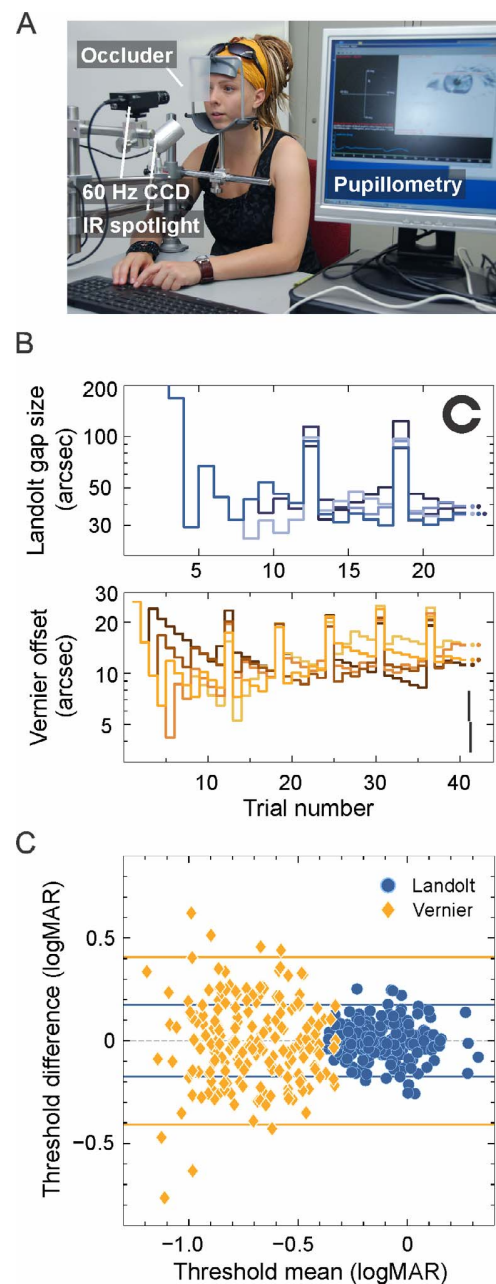 A
Occluder
60 Hz CCD
IR spotlight
Pupillometry
B
Landolt gap size
(arcsec)
200
100
50
30
5
10
15
20
Vernier offset
(arcsec)
30
20
10
5
10
20
30
40
Trial number
C
Threshold difference (logMAR)
Landolt
Vernier
0.5
0
−0.5
−1.0
−0.5
0
Threshold mean (logMAR)